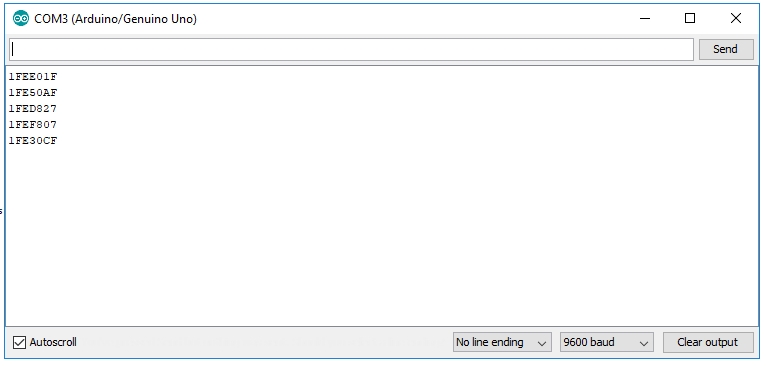 COM3 (Arduino/Genuino Uno)
Send
1FEE01F
1FE50AF
1FED827
1FEF807
1FE30CF
s
Autoscroll
No line ending
9600 baud
Clear output